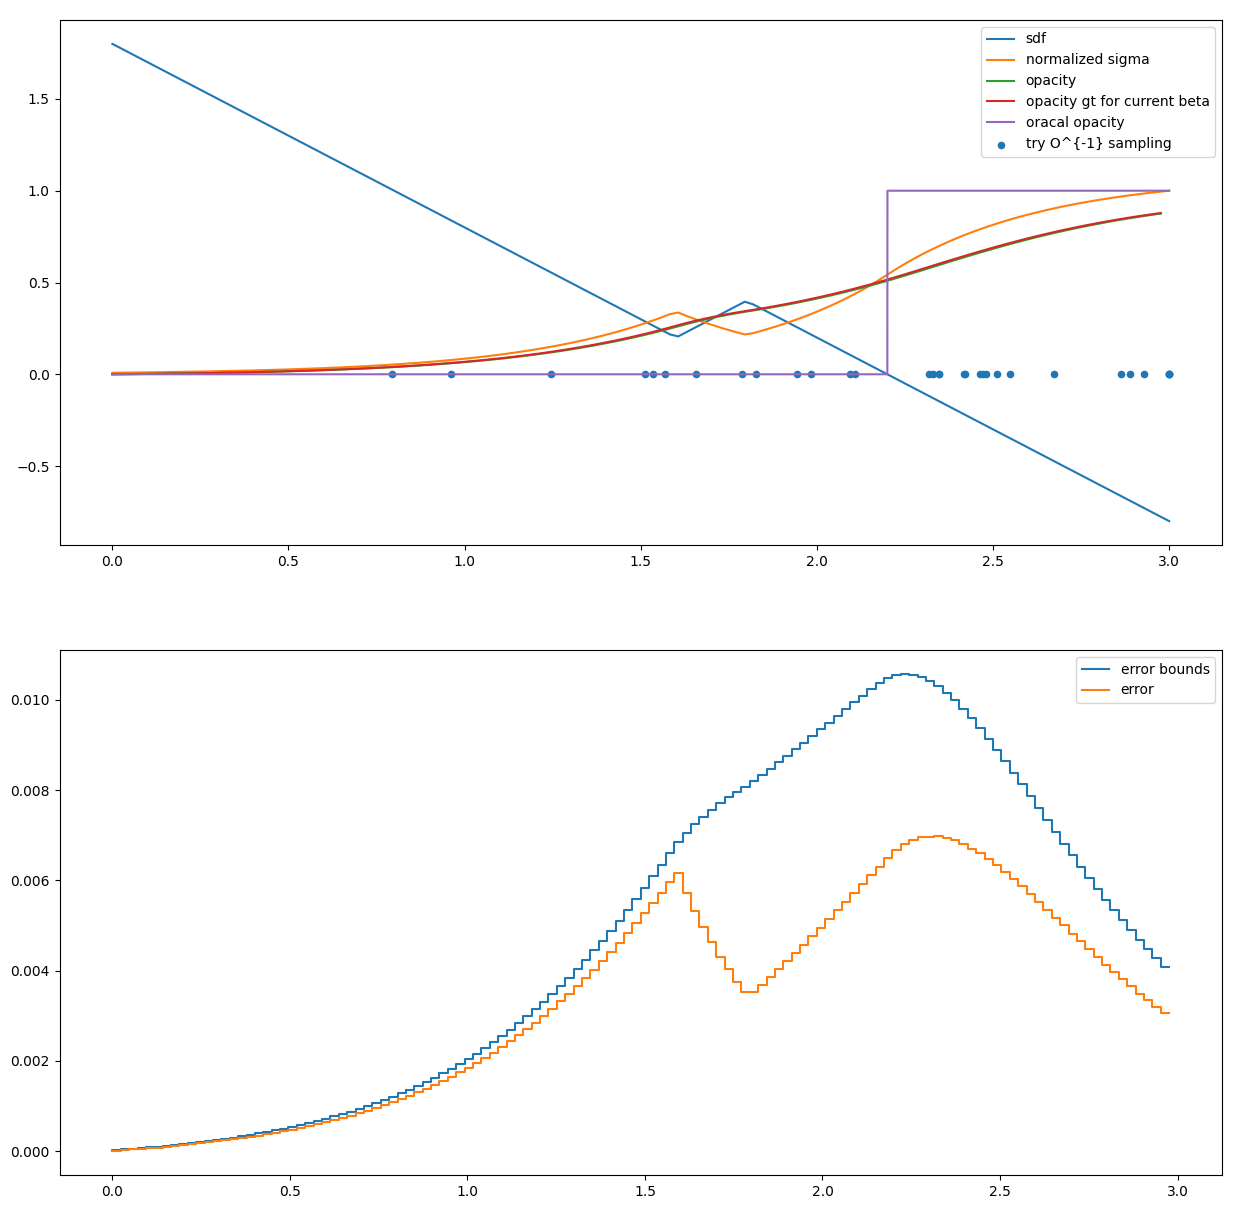 sdf
normalized sigma
opacity
opacity gt for current beta
oracal opacity
try O^{-1} sampling
1.5
1.0
0.5
0.0
−0.5
0.0 0.5 1.0 1.5 2.0 2.5 3.0
error bounds
error
0.010
0.008
0.006
0.004
0.002
0.000
0.0 0.5 1.0 1.5 2.0 2.5 3.0